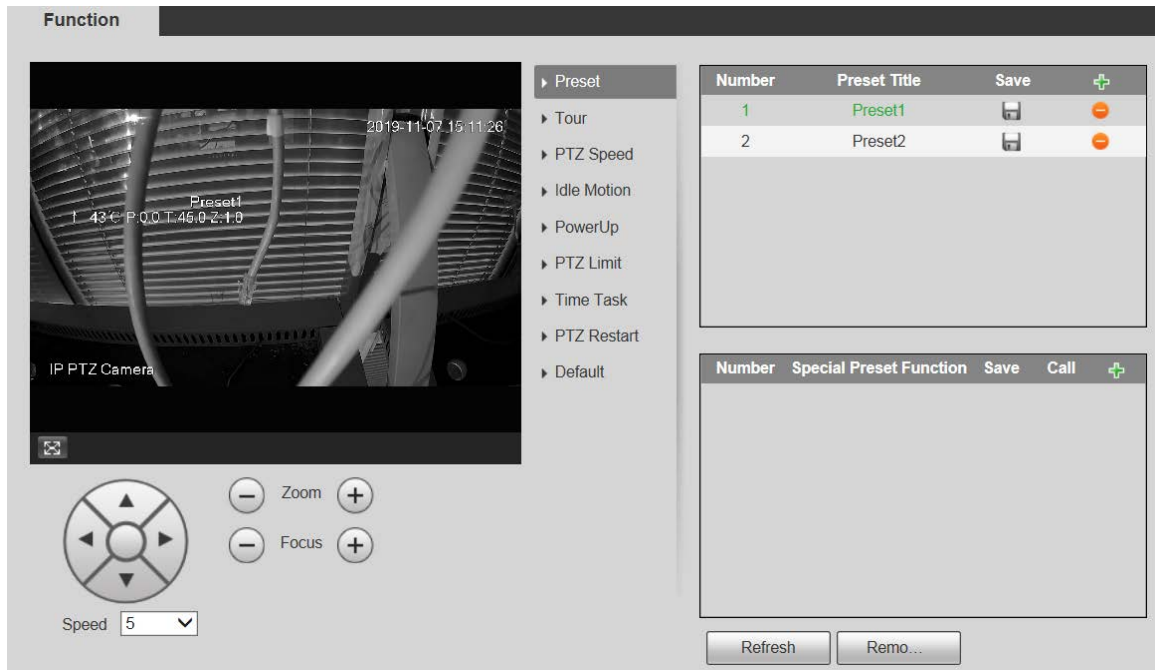 Function
2019-11-07 15:11:26
Preset1
↑ 43℃ P:0.0 T:45.0 Z:1.0
IP PTZ Camera
Zoom
Focus
Speed 5
Preset
Tour
PTZ Speed
Idle Motion
PowerUp
PTZ Limit
Time Task
PTZ Restart
Default
Number Preset Title Save
1 Preset1
2 Preset2
Number Special Preset Function Save Call
Refresh Remo...